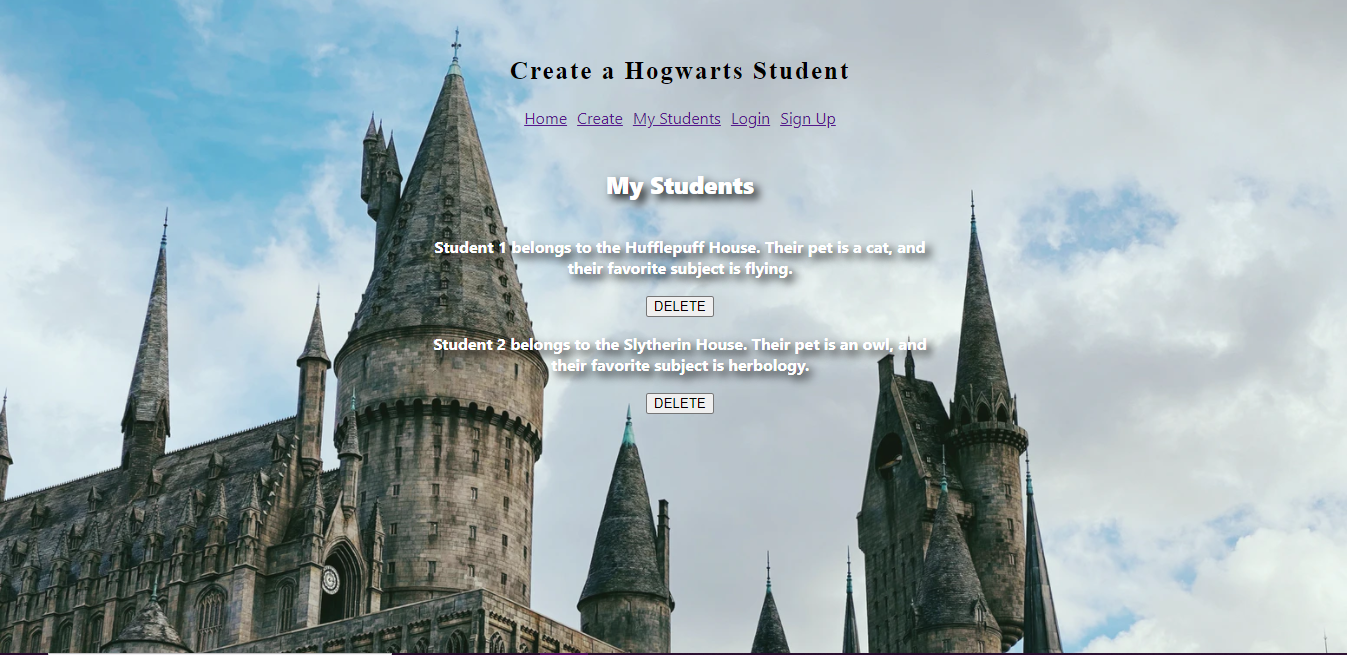 Create a Hogwarts Student
Home Create My Students Login Sign Up
My Students
Student 1 belongs to the Hufflepuff House. Their pet is a cat, and
their favorite subject is flying.
DELETE
Student 2 belongs to the Slytherin House. Their pet is an owl, and
their favorite subject is herbology.
DELETE